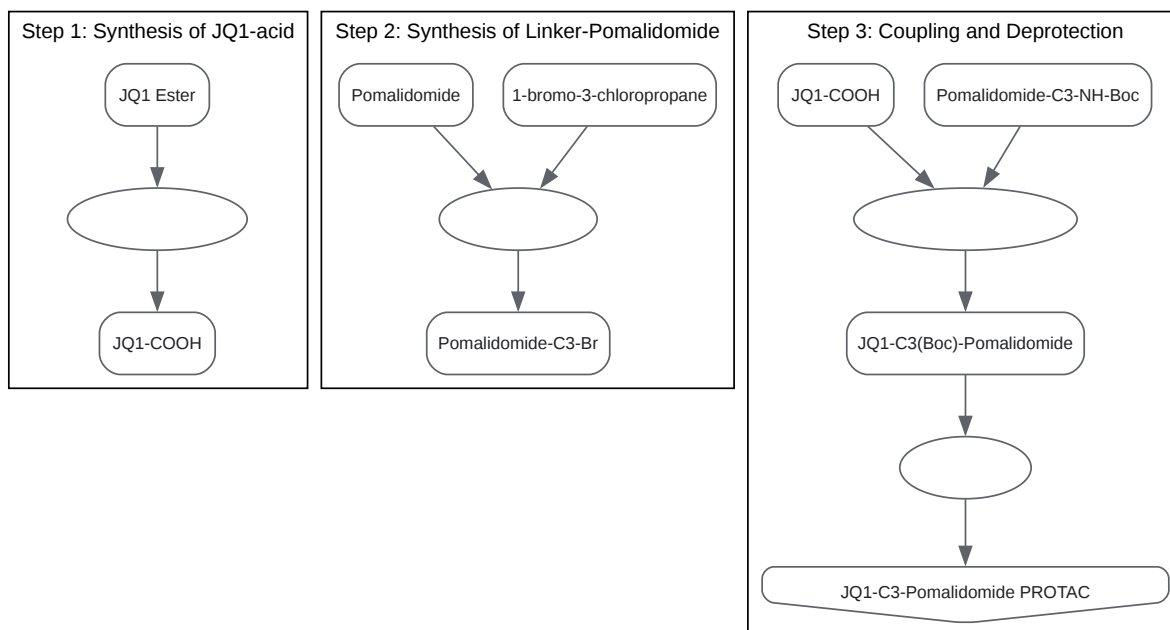 Step 1: Synthesis of JQ1-acid
JQ1 Ester
JQ1-COOH
Step 2: Synthesis of Linker-Pomalidomide
Pomalidomide
1-bromo-3-chloropropane
Pomalidomide-C3-Br
Step 3: Coupling and Deprotection
JQ1-COOH
Pomalidomide-C3-NH-Boc
JQ1-C3(Boc)-Pomalidomide
JQ1-C3-Pomalidomide PROTAC